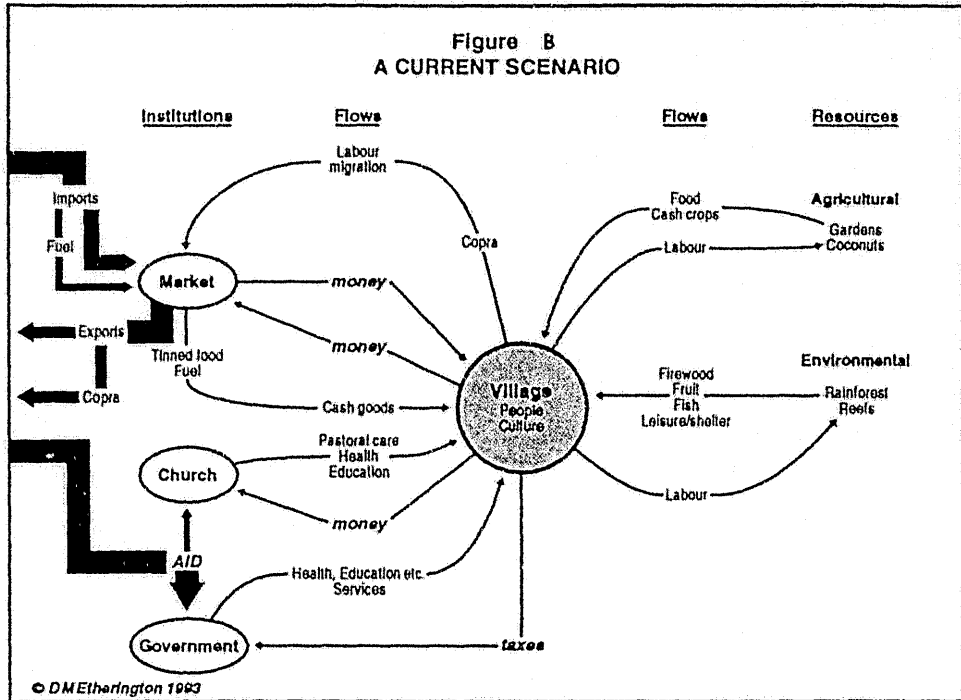 Figure B
A CURRENT SCENARIO
Institutions
Flows
Flows
Resources
Labour
migration
Imports
Fuel
Market
Exports
Copra
Tinned food
Fuel
money
money
Cash goods
Copra
Church
Pastoral care
Health
Education
money
AID
Health, Education etc.
Services
Government
taxes
Village
People
Culture
Food
Cash crops
Labour
Agricultural
Gardens
Coconuts
Firewood
Fruit
Fish
Leisure/shelter
Environmental
Rainforest
Reefs
Labour
© DMEtherington 1993